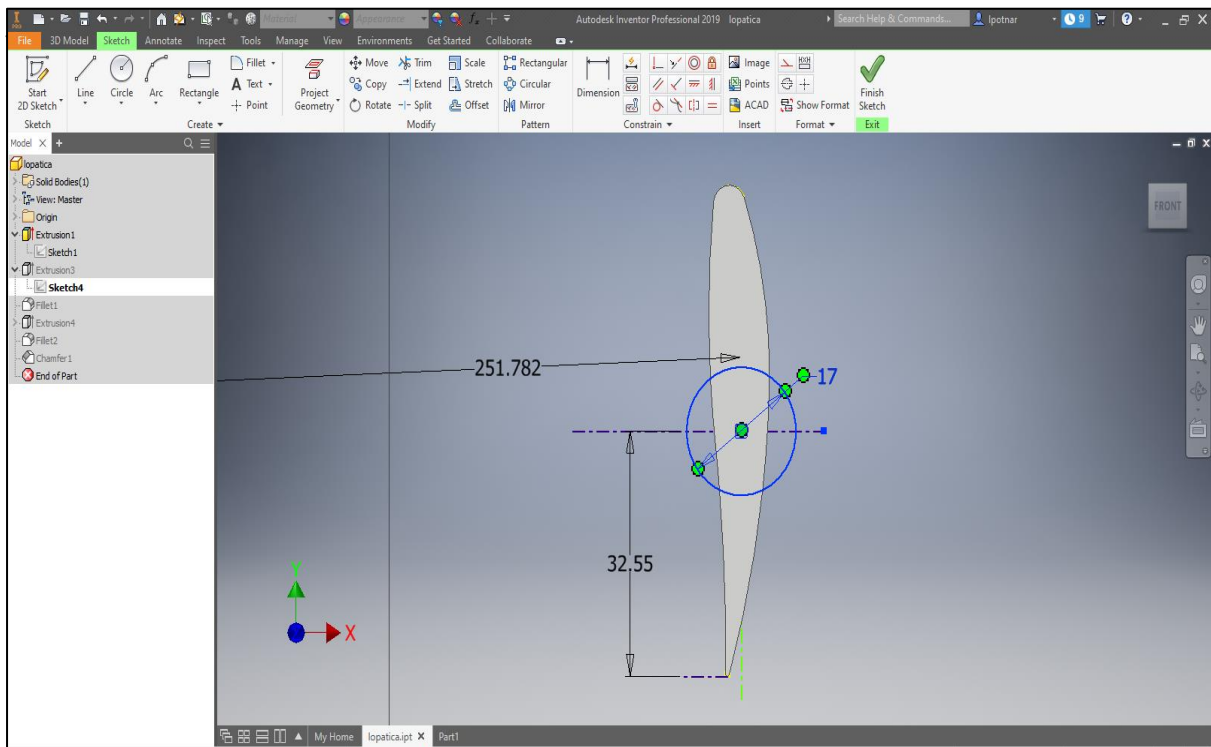 Material
Appearance
Autodesk Inventor Professional 2019 lopatica
Search Help & Commands...
lpotnar
9
PRO
File 3D Model Sketch Annotate Inspect Tools Manage View Environments Get Started Collaborate
Start
2D Sketch
Line
Circle
Arc
Rectangle
Fillet
Text
Point
Project
Geometry
Move Trim Scale
Copy Extend Stretch
Rotate Split Offset
Rectangular
Circular
Mirror
Dimension
Image
Points
ACAD
Show Format
Finish
Sketch
Sketch Create Modify Pattern Constrain Insert Format Exit
Model
lopatica
Solid Bodies(1)
View: Master
Origin
Extrusion1
Sketch1
Extrusion3
Sketch4
Fillet1
Extrusion4
Fillet2
Chamfer1
End of Part
FRONT
251.782
17
32.55
Y
X
My Home lopatica.ipt Part1